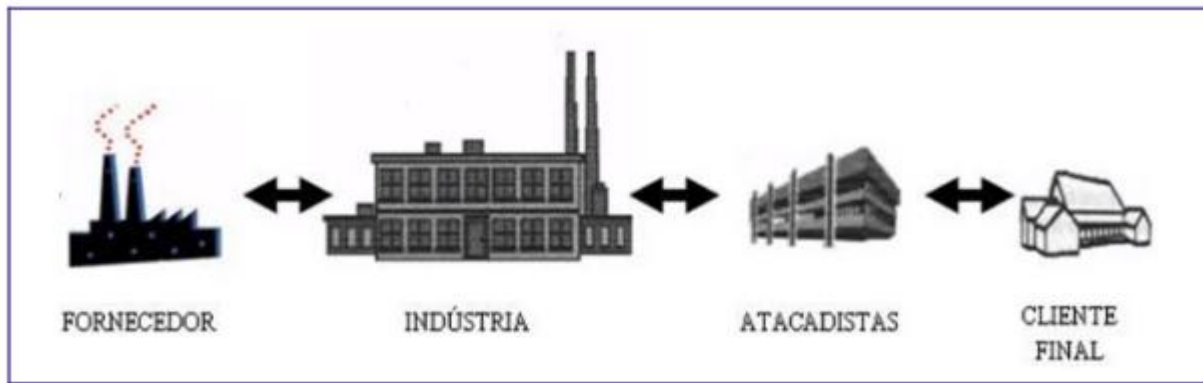 FORNECEDOR
INDÚSTRIA
ATACADISTAS
CLIENTE
FINAL